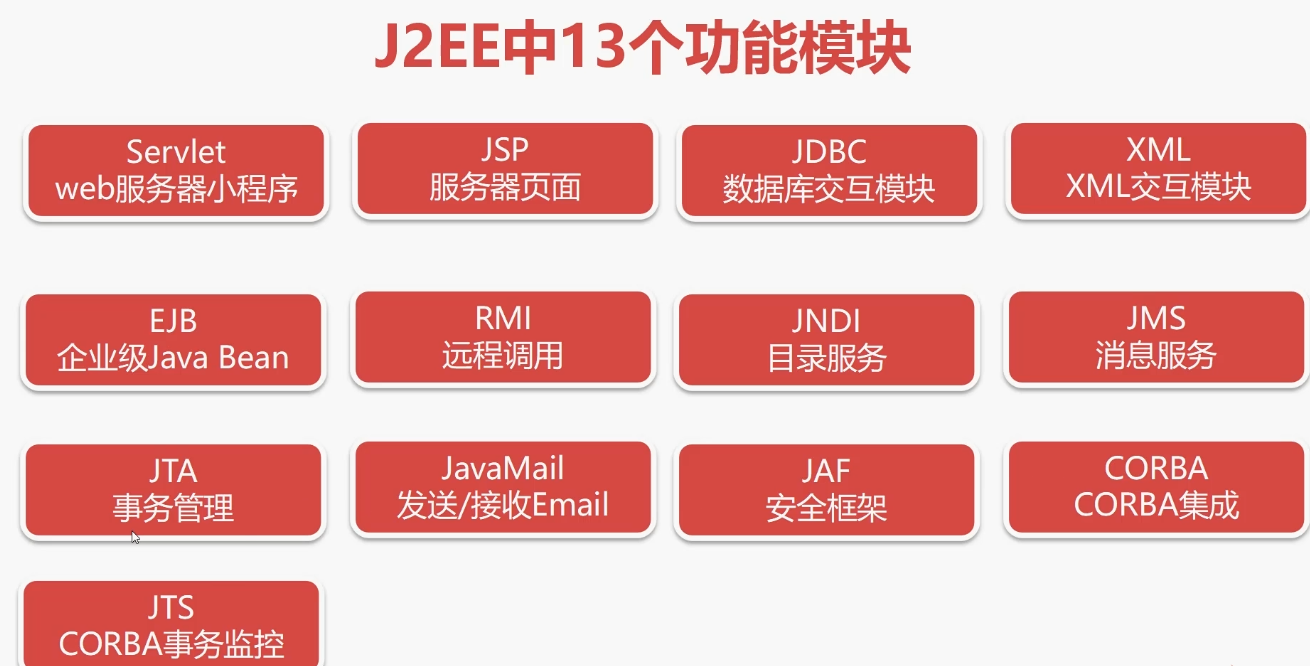 J2EE中13个功能模块
Servlet
web服务器小程序
JSP
服务器页面
JDBC
数据库交互模块
XML
XML交互模块
EJB
企业级Java Bean
RMI
远程调用
JNDI
目录服务
JMS
消息服务
JTA
事务管理
JavaMail
发送/接收Email
JAF
安全框架
CORBA
CORBA集成
JTS
CORBA事务监控